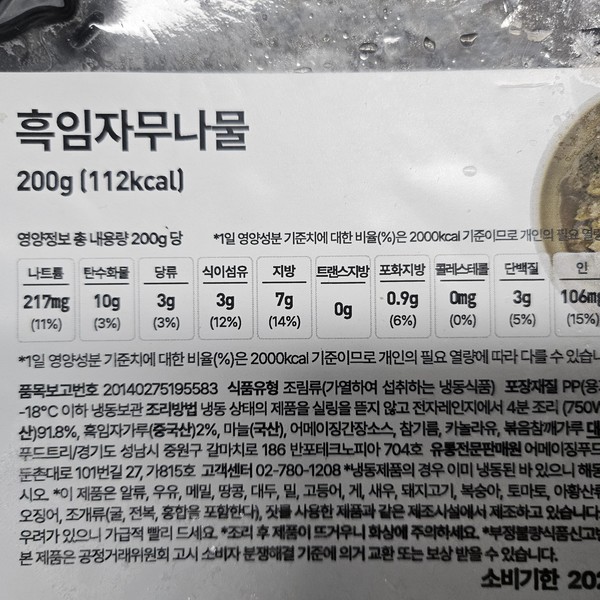 흑임자무나물
200g (112kcal)
영양정보 총 내용량 200g당 *1일 영양성분 기준치에 대한 비율(%)은 2000kcal 기준이므로 개인의 필요 열량
나트륨 탄수화물 당류 식이섬유 지방 트랜스지방 포화지방 콜레스테롤 단백질 인
217mg 10g 3g 3g 7g 0g 0.9g 0mg 3g 106mg
(11%) (3%) (3%) (12%) (14%) (6%) (0%) (5%) (15%)
*1일 영양성분 기준치에 대한 비율(%)은 2000kcal 기준이므로 개인의 필요 열량에 따라 다를 수 있습니
품목보고번호 20140275195583 식품유형 조림류(가열하여 섭취하는 냉동식품) 포장재질 PP(용기
-18°C 이하 냉동보관 조리방법 냉동 상태의 제품을 실링을 뜯지 않고 전자레인지에서 4분 조리 (750W
산)91.8%, 흑임자가루(중국산)2%, 마늘(국산), 어메이징간장소스, 참기름, 카놀라유, 볶음참깨가루 대
푸드트리/경기도 성남시 중원구 갈마치로 186 반포테크노피아 704호 유통전문판매원 어메이징푸드
둔촌대로 101번길 27, 가815호 고객센터 02-780-1208 *냉동제품의 경우 이미 냉동된 바 있으니 해동
시오. *이 제품은 알류, 우유, 메밀, 땅콩, 대두, 밀, 고등어, 게, 새우, 돼지고기, 복숭아, 토마토, 아황산류
오징어, 조개류(굴, 전복, 홍합을 포함한다), 잣를 사용한 제품과 같은 제조시설에서 제조하고 있습니다.
우려가 있으니 가급적 빨리 드세요. *조리 후 제품이 뜨거우니 화상에 주의하세요. *부정불량식품신고는
본 제품은 공정거래위원회 고시 소비자 분쟁해결 기준에 의거 교환 또는 보상 받을 수 있습니다.
소비기한 202